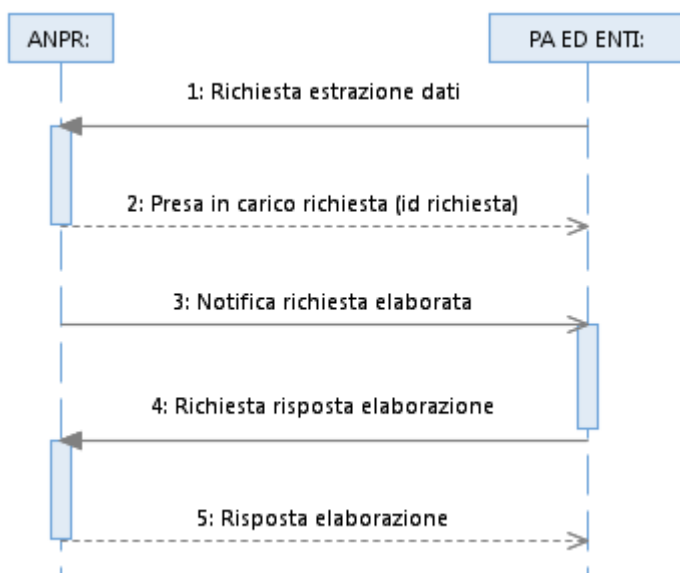 ANPR:
PA ED ENTI:
1: Richiesta estrazione dati
2: Presa in carico richiesta (id richiesta)
3: Notifica richiesta elaborata
4: Richiesta risposta elaborazione
5: Risposta elaborazione